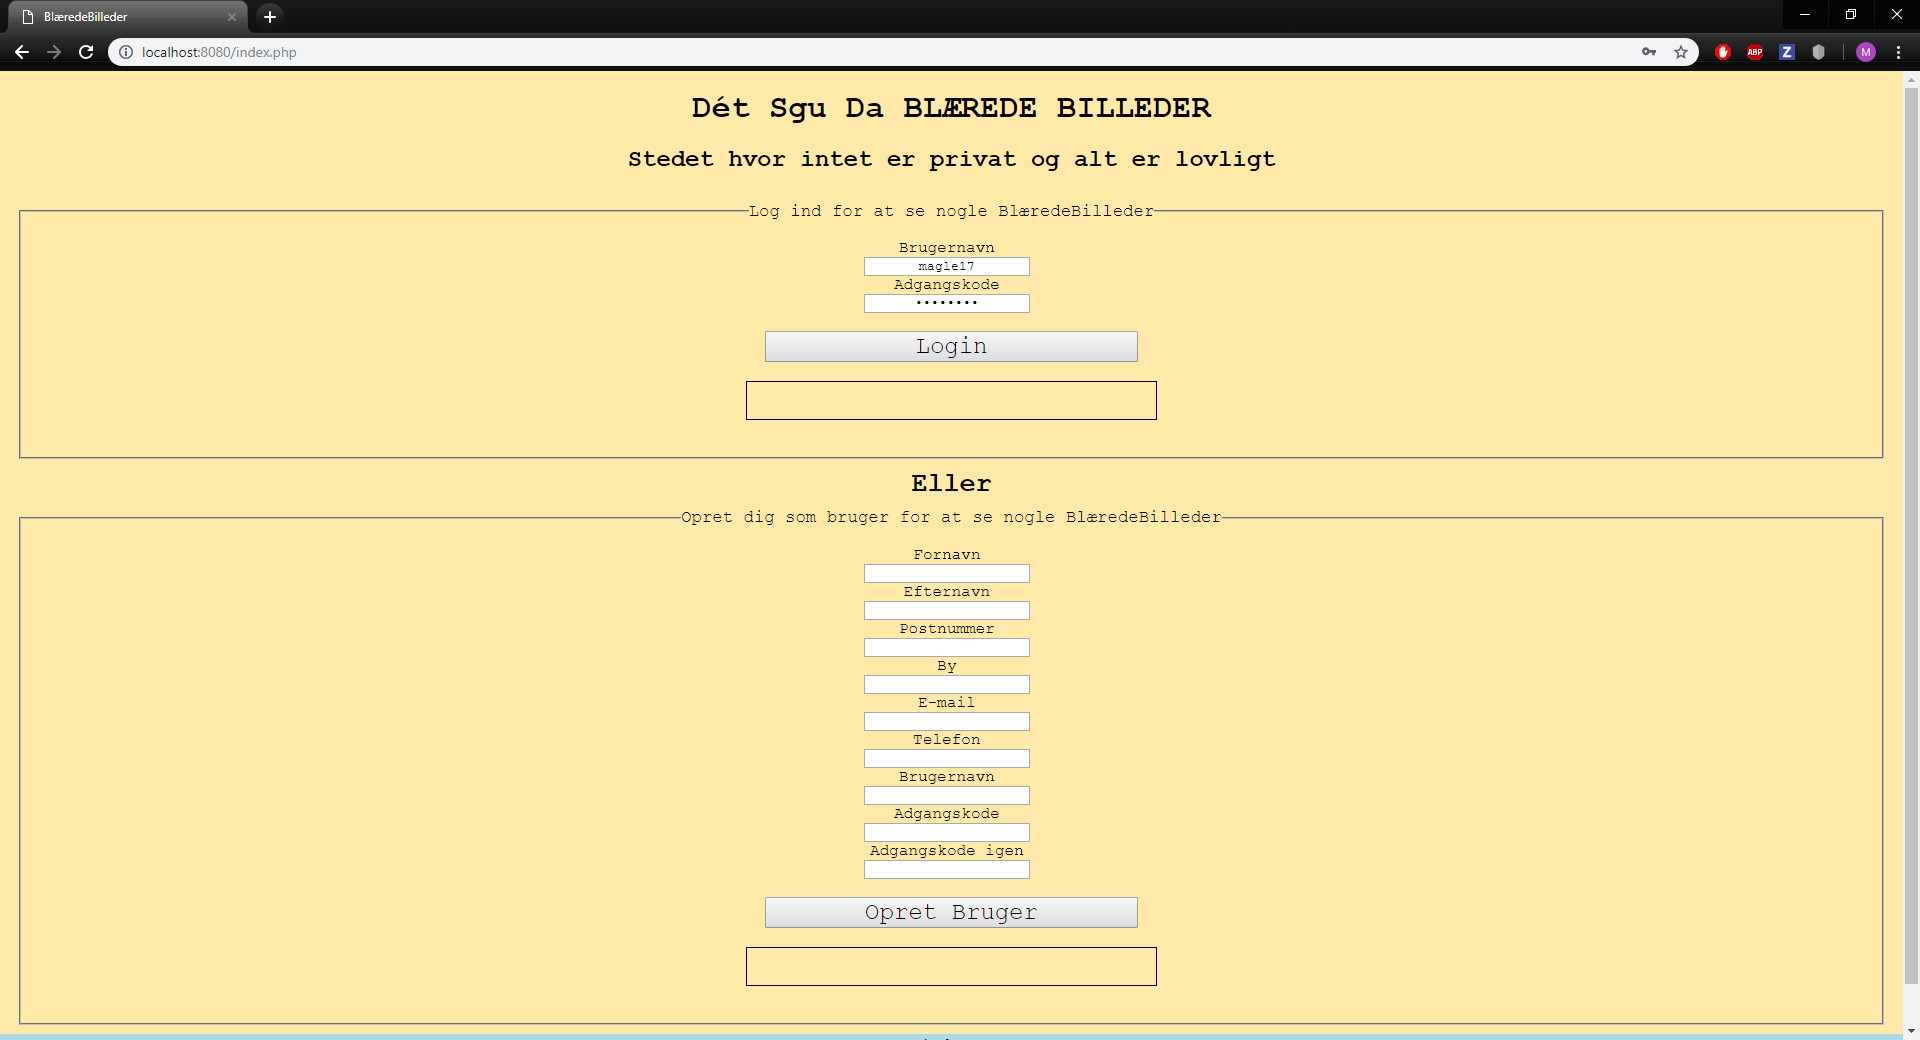 BlæredeBilleder
localhost:8080/index.php
ABP
Z
M
Dét Sgu Da BLÆREDE BILLEDER
Stedet hvor intet er privat og alt er lovligt
Log ind for at se nogle BlæredeBilleder
Brugernavn
magle17
Adgangskode
••••••••
Login
Eller
Opret dig som bruger for at se nogle BlæredeBilleder
Fornavn
Efternavn
Postnummer
By
E-mail
Telefon
Brugernavn
Adgangskode
Adgangskode igen
Opret Bruger